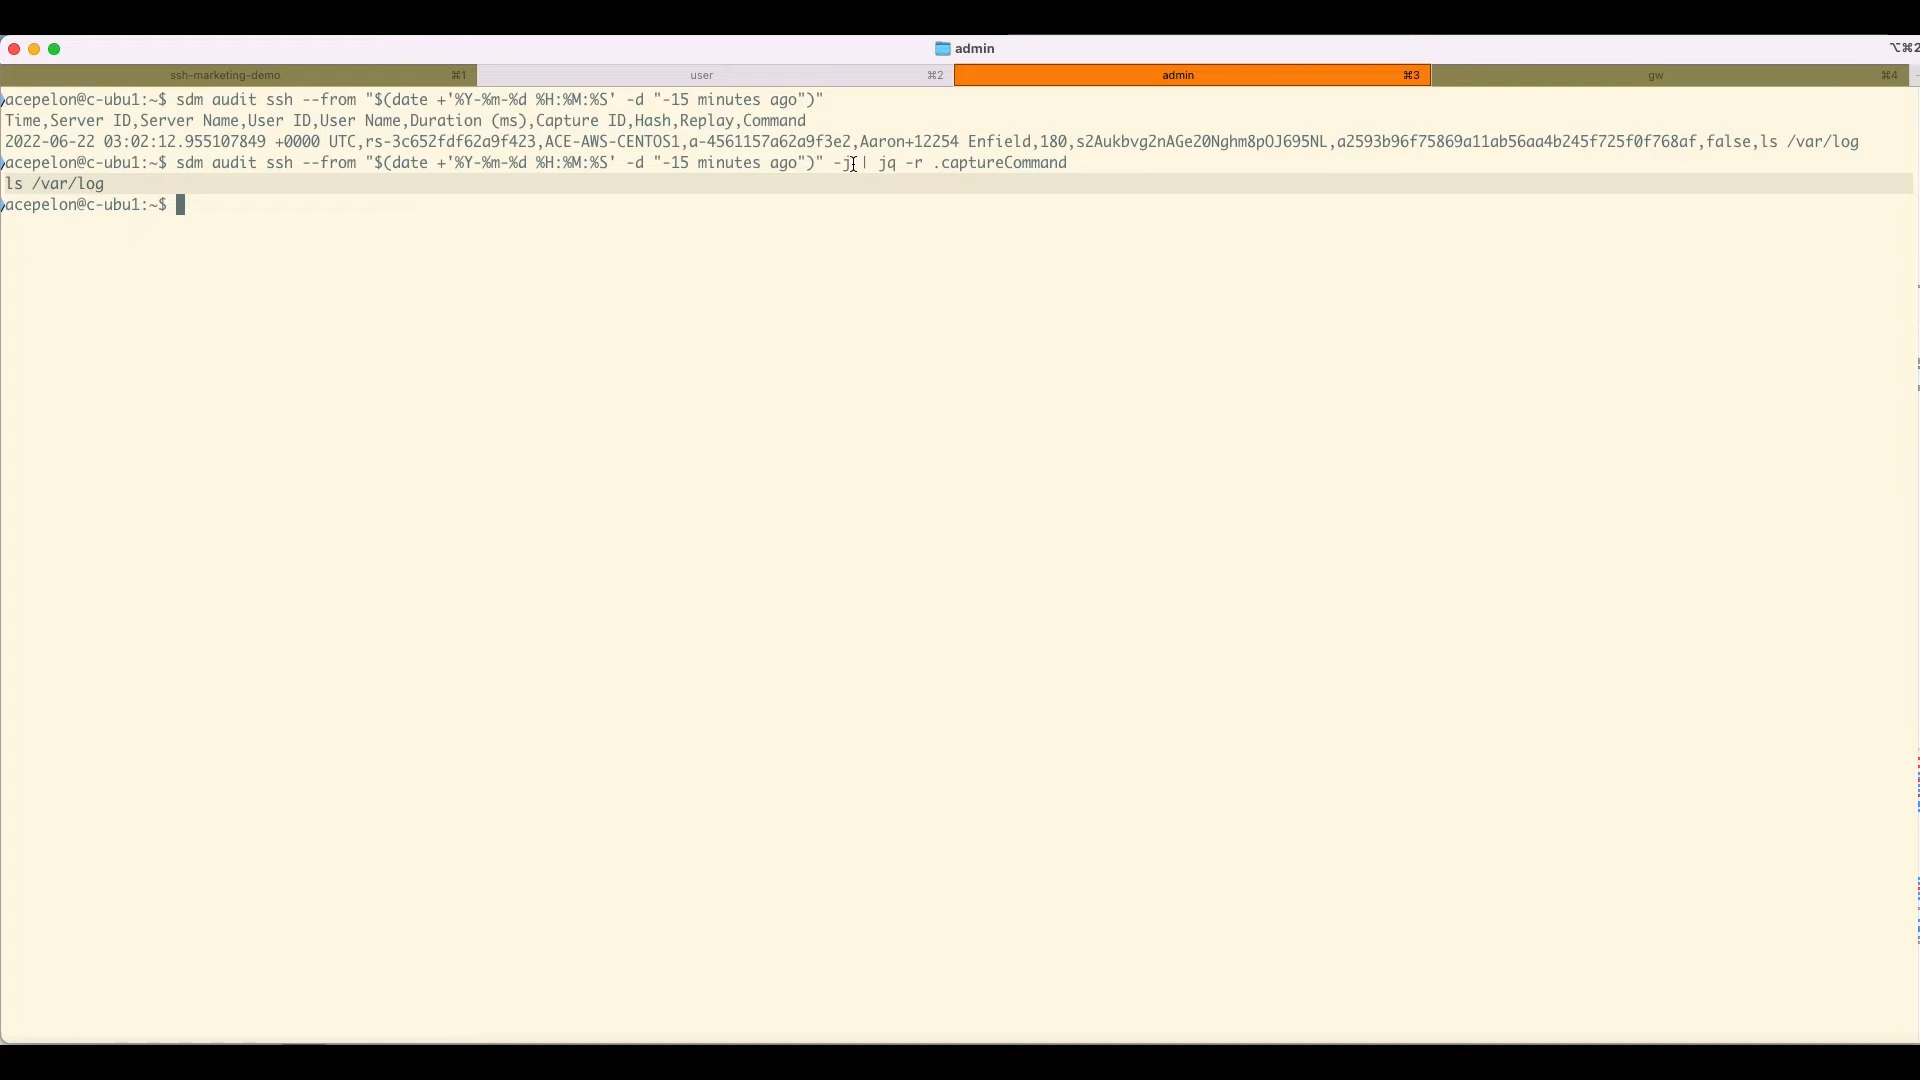 admin
⌥⌘2
ssh-marketing-demo ⌘1 user ⌘2 admin ⌘3 gw ⌘4
acepelon@c-ubu1:~$ sdm audit ssh --from "$(date +'%Y-%m-%d %H:%M:%S' -d "-15 minutes ago")"
Time,Server ID,Server Name,User ID,User Name,Duration (ms),Capture ID,Hash,Replay,Command
2022-06-22 03:02:12.955107849 +0000 UTC,rs-3c652fdf62a9f423,ACE-AWS-CENTOS1,a-4561157a62a9f3e2,Aaron+12254 Enfield,180,s2Aukbvg2nAGe20Nghm8pOJ695NL,a2593b96f75869a11ab56aa4b245f725f0f768af,false,ls /var/log
acepelon@c-ubu1:~$ sdm audit ssh --from "$(date +'%Y-%m-%d %H:%M:%S' -d "-15 minutes ago")" -j | jq -r .captureCommand
ls /var/log
acepelon@c-ubu1:~$